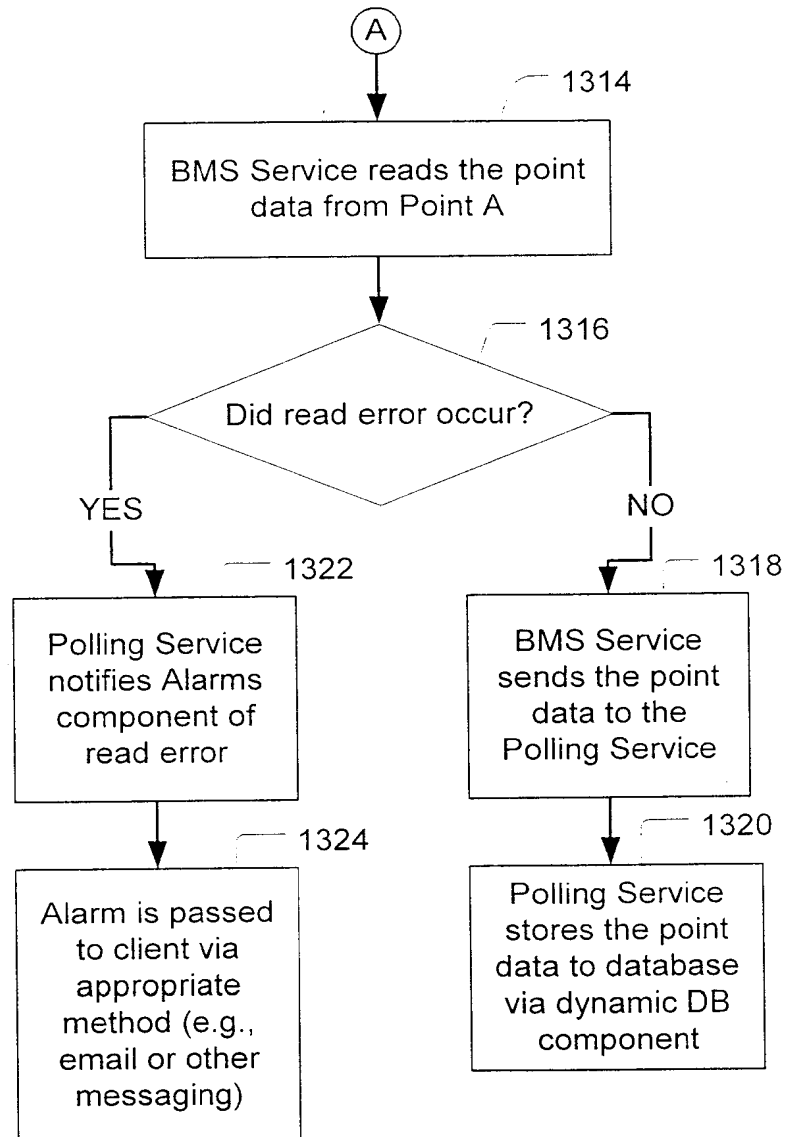 A
1314
BMS Service reads the point
data from Point A
1316
Did read error occur?
YES
NO
1322
1318
Polling Service
notifies Alarms
component of
read error
BMS Service
sends the point
data to the
Polling Service
1324
1320
Alarm is passed
to client via
appropriate
method (e.g.,
email or other
messaging)
Polling Service
stores the point
data to database
via dynamic DB
component